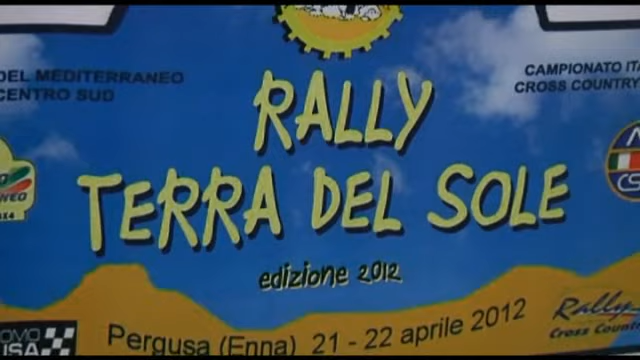 DEL MEDITERRANEO
CENTRO SUD
CAMPIONATO ITA
CROSS COUNTRY
RALLY
TERRA DEL SOLE
edizione 2012
Pergusa (Enna) 21 - 22 aprile 2012
Rally
Cross Count